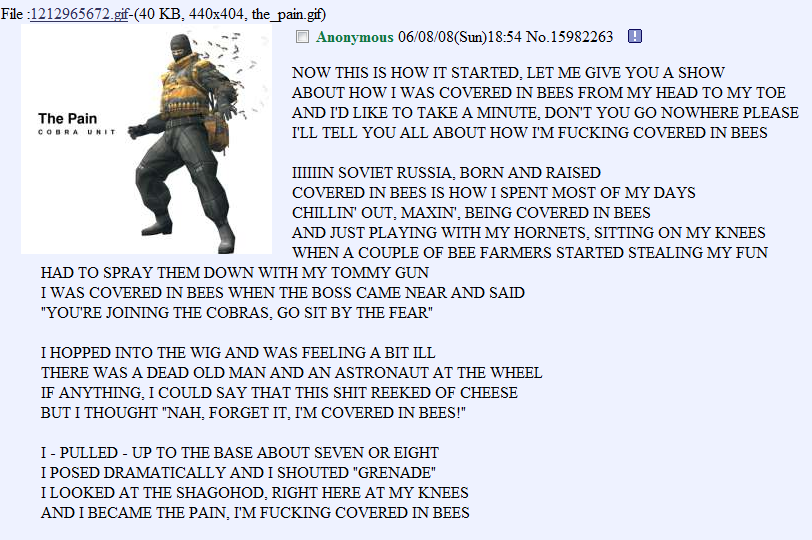 File :1212965672.gif-(40 KB, 440x404, the_pain.gif)
Anonymous 06/08/08(Sun)18:54 No.15982263
The Pain
COBRA UNIT
NOW THIS IS HOW IT STARTED, LET ME GIVE YOU A SHOW
ABOUT HOW I WAS COVERED IN BEES FROM MY HEAD TO MY TOE
AND I'D LIKE TO TAKE A MINUTE, DON'T YOU GO NOWHERE PLEASE
I'LL TELL YOU ALL ABOUT HOW I'M FUCKING COVERED IN BEES

IIIIIIN SOVIET RUSSIA, BORN AND RAISED
COVERED IN BEES IS HOW I SPENT MOST OF MY DAYS
CHILLIN' OUT, MAXIN', BEING COVERED IN BEES
AND JUST PLAYING WITH MY HORNETS, SITTING ON MY KNEES
WHEN A COUPLE OF BEE FARMERS STARTED STEALING MY FUN
HAD TO SPRAY THEM DOWN WITH MY TOMMY GUN
I WAS COVERED IN BEES WHEN THE BOSS CAME NEAR AND SAID
"YOU'RE JOINING THE COBRAS, GO SIT BY THE FEAR"

I HOPPED INTO THE WIG AND WAS FEELING A BIT ILL
THERE WAS A DEAD OLD MAN AND AN ASTRONAUT AT THE WHEEL
IF ANYTHING, I COULD SAY THAT THIS SHIT REEKED OF CHEESE
BUT I THOUGHT "NAH, FORGET IT, I'M COVERED IN BEES!"

I - PULLED - UP TO THE BASE ABOUT SEVEN OR EIGHT
I POSED DRAMATICALLY AND I SHOUTED "GRENADE"
I LOOKED AT THE SHAGOHOD, RIGHT HERE AT MY KNEES
AND I BECAME THE PAIN, I'M FUCKING COVERED IN BEES